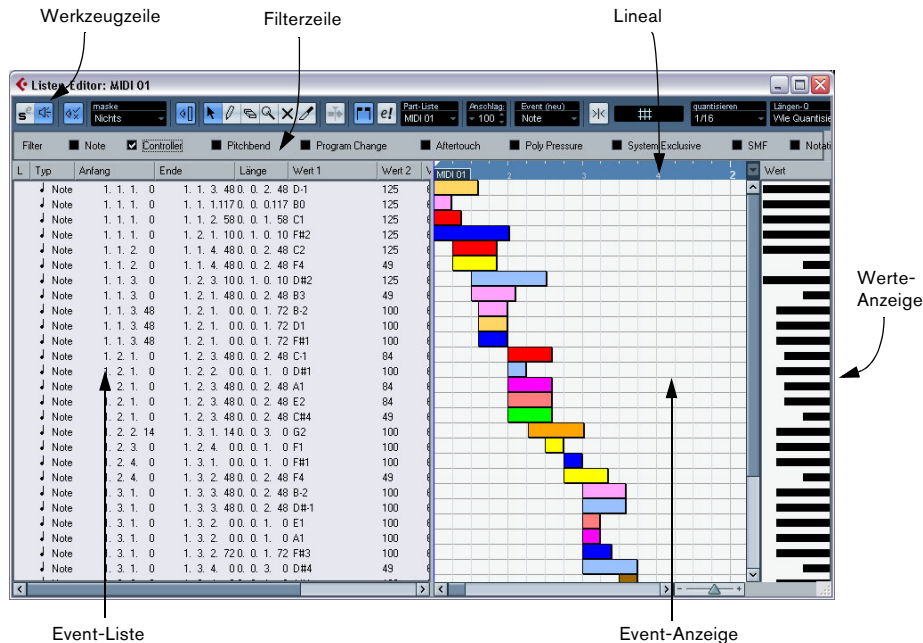 Werkzeugzeile Filterzeile Lineal
Listen-Editor: MIDI 01
maske Part-Liste Anschlag: Event (neu) quantisieren Längen-Q
Nichts MIDI 01 100 Note 1/16 Wie Quantisie
Filter Note Controller Pitchbend Program Change Aftertouch Poly Pressure System Exclusive SMF Notati
L Typ Anfang Ende Länge Wert 1 Wert 2 MIDI 01 2 3 4 2 Wert
Note 1. 1. 1. 0 1. 1. 3. 48 0. 0. 2. 48 D-1 125
Note 1. 1. 1. 0 1. 1. 1.117 0. 0. 0.117 B0 125
Note 1. 1. 1. 0 1. 1. 2. 58 0. 0. 1. 58 C1 125
Note 1. 1. 1. 0 1. 2. 1. 10 0. 1. 0. 10 F#2 125
Note 1. 1. 2. 0 1. 1. 4. 48 0. 0. 2. 48 C2 125
Note 1. 1. 2. 0 1. 1. 4. 48 0. 0. 2. 48 F4 49
Note 1. 1. 3. 0 1. 2. 3. 10 0. 1. 0. 10 D#2 125
Note 1. 1. 3. 0 1. 2. 1. 48 0. 0. 2. 48 B3 49
Note 1. 1. 3. 48 1. 2. 1. 0 0. 0. 1. 72 B-2 100
Note 1. 1. 3. 48 1. 2. 1. 0 0. 0. 1. 72 D1 100
Note 1. 1. 3. 48 1. 2. 1. 0 0. 0. 1. 72 F#1 100
Note 1. 2. 1. 0 1. 2. 3. 48 0. 0. 2. 48 C-1 84
Note 1. 2. 1. 0 1. 2. 2. 0 0. 0. 1. 0 D#1 100
Note 1. 2. 1. 0 1. 2. 3. 48 0. 0. 2. 48 A1 84
Note 1. 2. 1. 0 1. 2. 3. 48 0. 0. 2. 48 E2 84
Note 1. 2. 1. 0 1. 2. 3. 48 0. 0. 2. 48 C#4 49
Note 1. 2. 2. 14 1. 3. 1. 14 0. 0. 3. 0 G2 100
Note 1. 2. 3. 0 1. 2. 4. 0 0. 0. 1. 0 F1 100
Note 1. 2. 4. 0 1. 3. 1. 0 0. 0. 1. 0 F#1 100
Note 1. 2. 4. 0 1. 3. 2. 48 0. 0. 2. 48 F4 49
Note 1. 3. 1. 0 1. 3. 3. 48 0. 0. 2. 48 B-2 100
Note 1. 3. 1. 0 1. 3. 3. 48 0. 0. 2. 48 D#-1 100
Note 1. 3. 1. 0 1. 3. 2. 0 0. 0. 1. 0 E1 100
Note 1. 3. 1. 0 1. 3. 2. 0 0. 0. 1. 0 A1 100
Note 1. 3. 1. 0 1. 3. 2. 72 0. 0. 1. 72 F#3 100
Note 1. 3. 1. 0 1. 3. 4. 0 0. 0. 3. 0 D#4 49
Werte-
Anzeige
Event-Liste Event-Anzeige